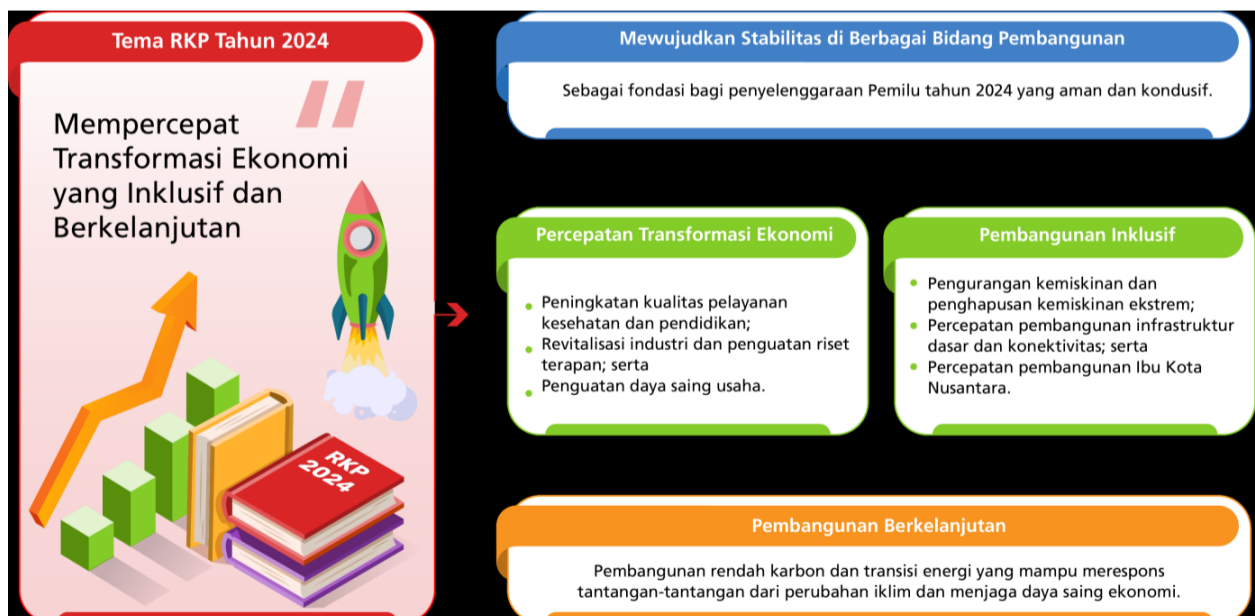 Tema RKP Tahun 2024
Mempercepat
Transformasi Ekonomi
yang Inklusif dan
Berkelanjutan
RKP
2024
Mewujudkan Stabilitas di Berbagai Bidang Pembangunan
Sebagai fondasi bagi penyelenggaraan Pemilu tahun 2024 yang aman dan kondusif.
Percepatan Transformasi Ekonomi
• Peningkatan kualitas pelayanan
kesehatan dan pendidikan;
• Revitalisasi industri dan penguatan riset
terapan; serta
• Penguatan daya saing usaha.
Pembangunan Inklusif
• Pengurangan kemiskinan dan
penghapusan kemiskinan ekstrem;
• Percepatan pembangunan infrastruktur
dasar dan konektivitas; serta
• Percepatan pembangunan Ibu Kota
Nusantara.
Pembangunan Berkelanjutan
Pembangunan rendah karbon dan transisi energi yang mampu merespons
tantangan-tantangan dari perubahan iklim dan menjaga daya saing ekonomi.